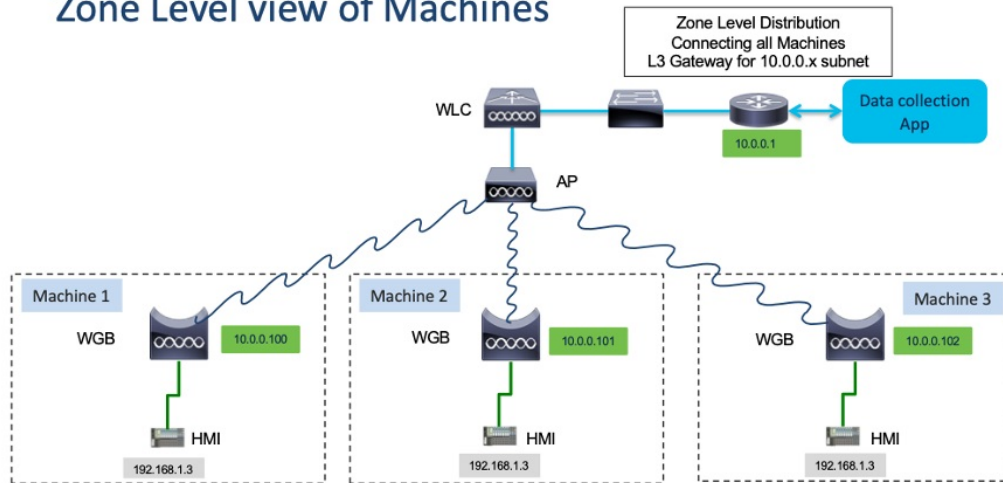 Zone Level view of Machines
Zone Level Distribution
Connecting all Machines
L3 Gateway for 10.0.0.x subnet
WLC
10.0.0.1
Data collection
App
AP
Machine 1
WGB
10.0.0.100
HMI
192.168.1.3
Machine 2
WGB
10.0.0.101
HMI
192.168.1.3
Machine 3
WGB
10.0.0.102
HMI
192.168.1.3